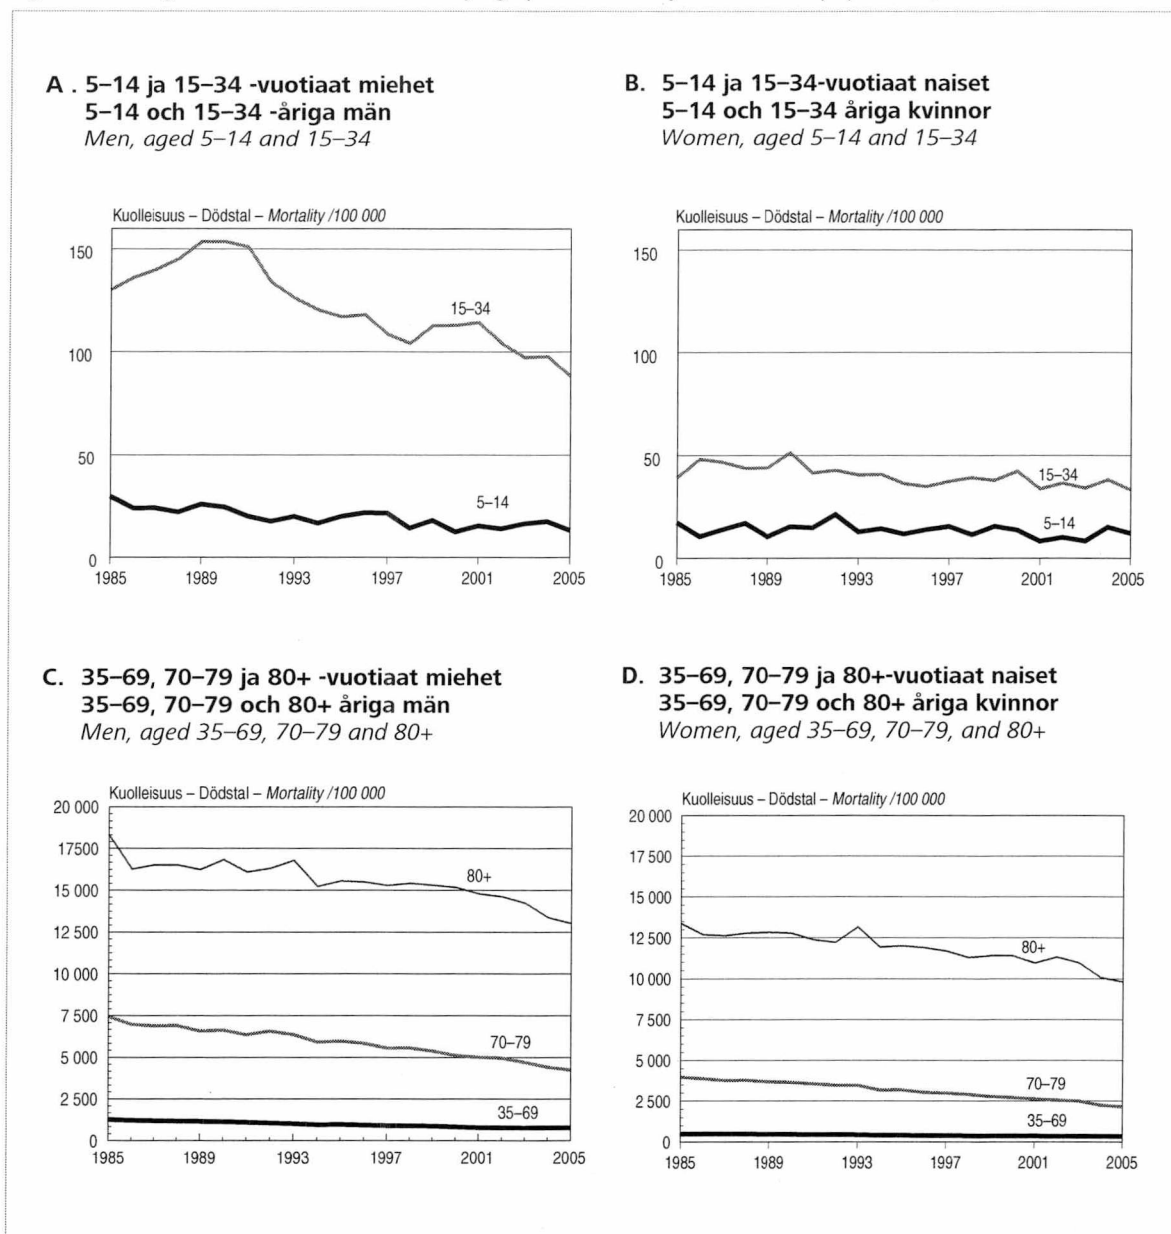 A . 5–14 ja 15–34 -vuotiaat miehet
5–14 och 15–34 -åriga män
Men, aged 5–14 and 15–34
Kuolleisuus – Dödstal – Mortality /100 000
150
100
50
0
15–34
5–14
1985 1989 1993 1997 2001 2005
B. 5–14 ja 15–34-vuotiaat naiset
5–14 och 15–34 åriga kvinnor
Women, aged 5–14 and 15–34
Kuolleisuus – Dödstal – Mortality /100 000
150
100
50
0
15–34
5–14
1985 1989 1993 1997 2001 2005
C. 35–69, 70–79 ja 80+ -vuotiaat miehet
35–69, 70–79 och 80+ åriga män
Men, aged 35–69, 70–79 and 80+
Kuolleisuus – Dödstal – Mortality /100 000
20 000
17500
15 000
12 500
10 000
7 500
5 000
2 500
0
80+
70–79
35–69
1985 1989 1993 1997 2001 2005
D. 35–69, 70–79 ja 80+-vuotiaat naiset
35–69, 70–79 och 80+ åriga kvinnor
Women, aged 35–69, 70–79, and 80+
Kuolleisuus – Dödstal – Mortality /100 000
20 000
17 500
15 000
12 500
10 000
7 500
5 000
2 500
0
80+
70–79
35–69
1985 1989 1993 1997 2001 2005